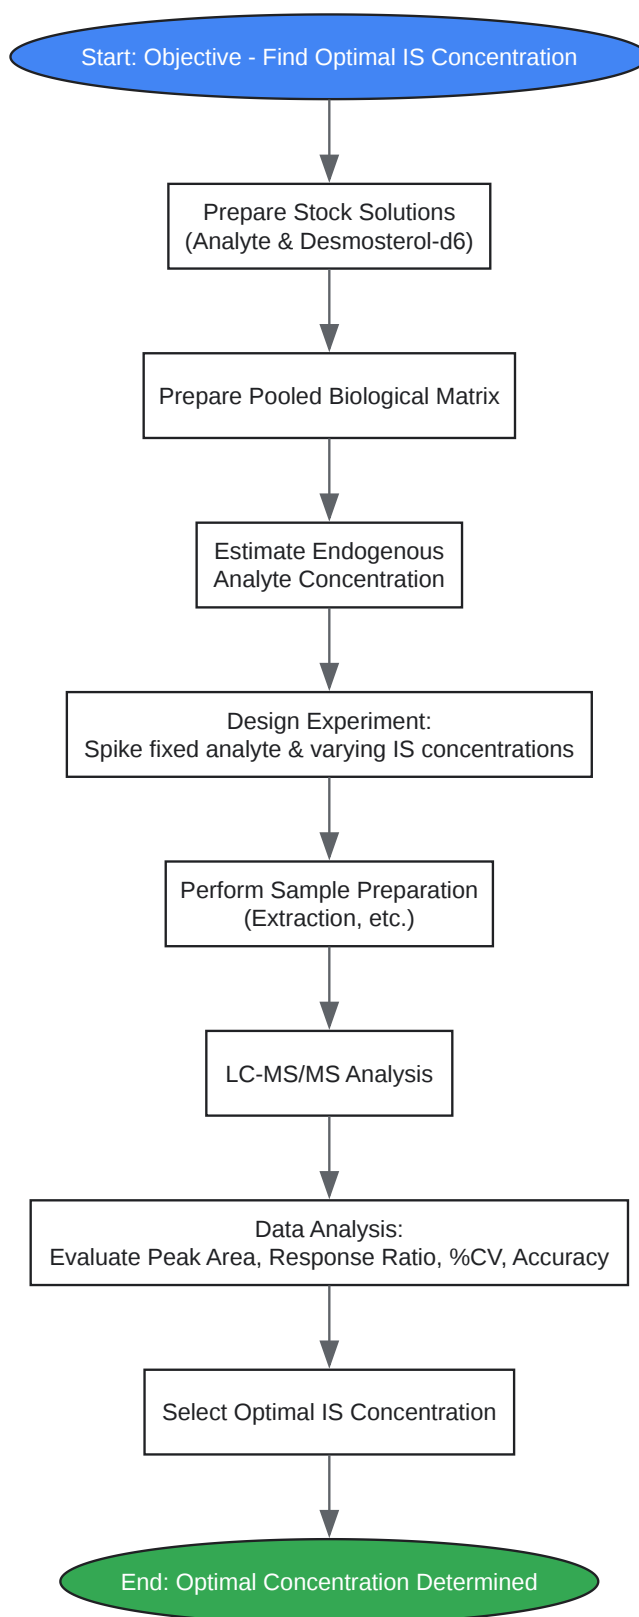 Start: Objective - Find Optimal IS Concentration
Prepare Stock Solutions
(Analyte & Desmosterol-d6)
Prepare Pooled Biological Matrix
Estimate Endogenous
Analyte Concentration
Design Experiment:
Spike fixed analyte & varying IS concentrations
Perform Sample Preparation
(Extraction, etc.)
LC-MS/MS Analysis
Data Analysis:
Evaluate Peak Area, Response Ratio, %CV, Accuracy
Select Optimal IS Concentration
End: Optimal Concentration Determined